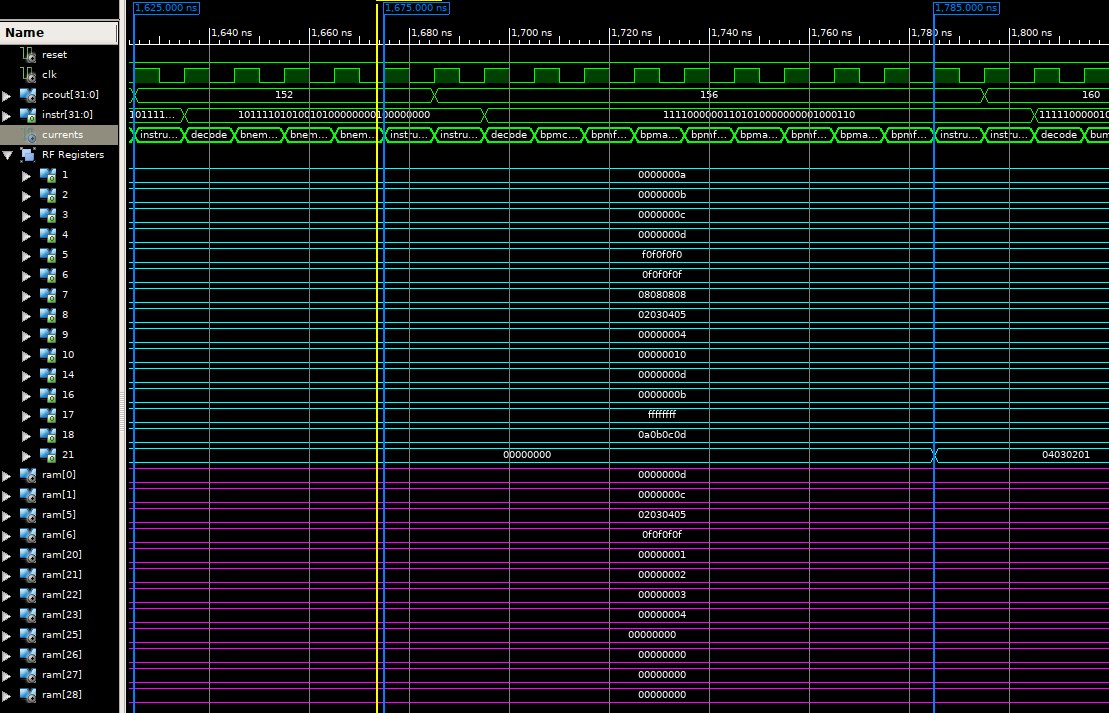 1,625.000 ns 1,675.000 ns 1,785.000 ns
Name 1,640 ns 1,660 ns 1,680 ns 1,700 ns 1,720 ns 1,740 ns 1,760 ns 1,780 ns 1,800 ns
reset
clk
pcout[31:0] 152 156 160
instr[31:0] 101111...
currents instru... decode bnem... bnem... bnem... instru... instru... decode bpmc... bpmf... bpma... bpmf... bpma... bpmf... bpma... bpmf... instru... instru... decode bum
RF Registers
1 0000000a
2 0000000b
3 0000000c
4 0000000d
5 f0f0f0f0
6 0f0f0f0f
7 08080808
8 02030405
9 00000004
10 00000010
14 0000000d
16 0000000b
17 ffffffff
18 0a0b0c0d
21 00000000 04030201
ram[0] 0000000d
ram[1] 0000000c
ram[5] 02030405
ram[6] 0f0f0f0f
ram[20] 00000001
ram[21] 00000002
ram[22] 00000003
ram[23] 00000004
ram[25] 00000000
ram[26] 00000000
ram[27] 00000000
ram[28] 00000000